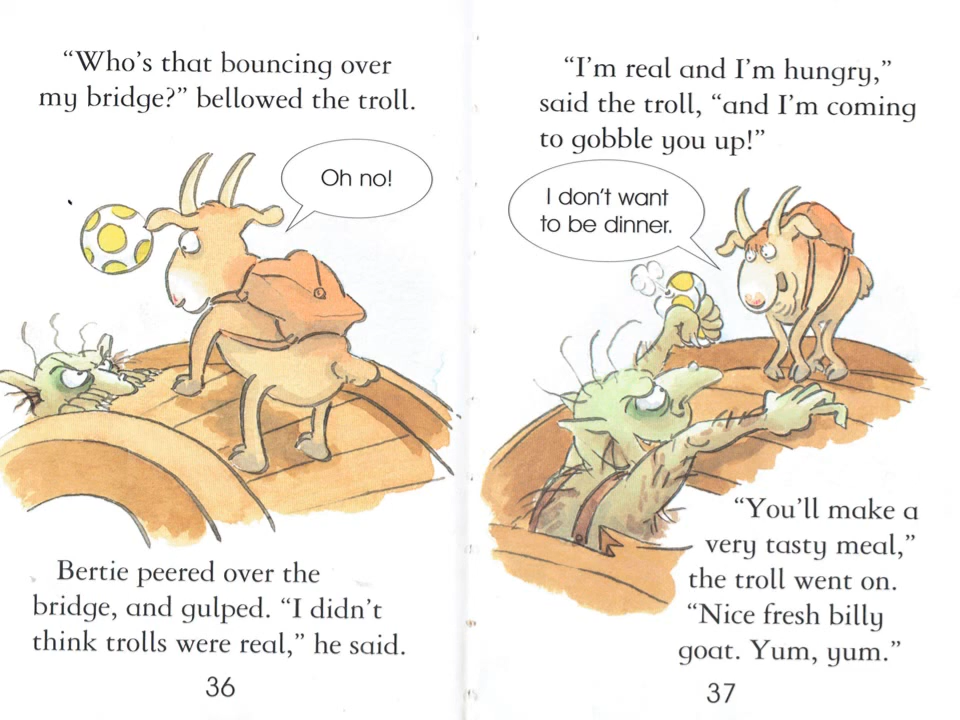 “Who’s that bouncing over
my bridge?” bellowed the troll.
Oh no!
Bertie peered over the
bridge, and gulped. “I didn’t
think trolls were real,” he said.
36
“I’m real and I’m hungry,”
said the troll, “and I’m coming
to gobble you up!”
I don’t want
to be dinner.
“You’ll make a
very tasty meal,”
the troll went on.
“Nice fresh billy
goat. Yum, yum.”
37